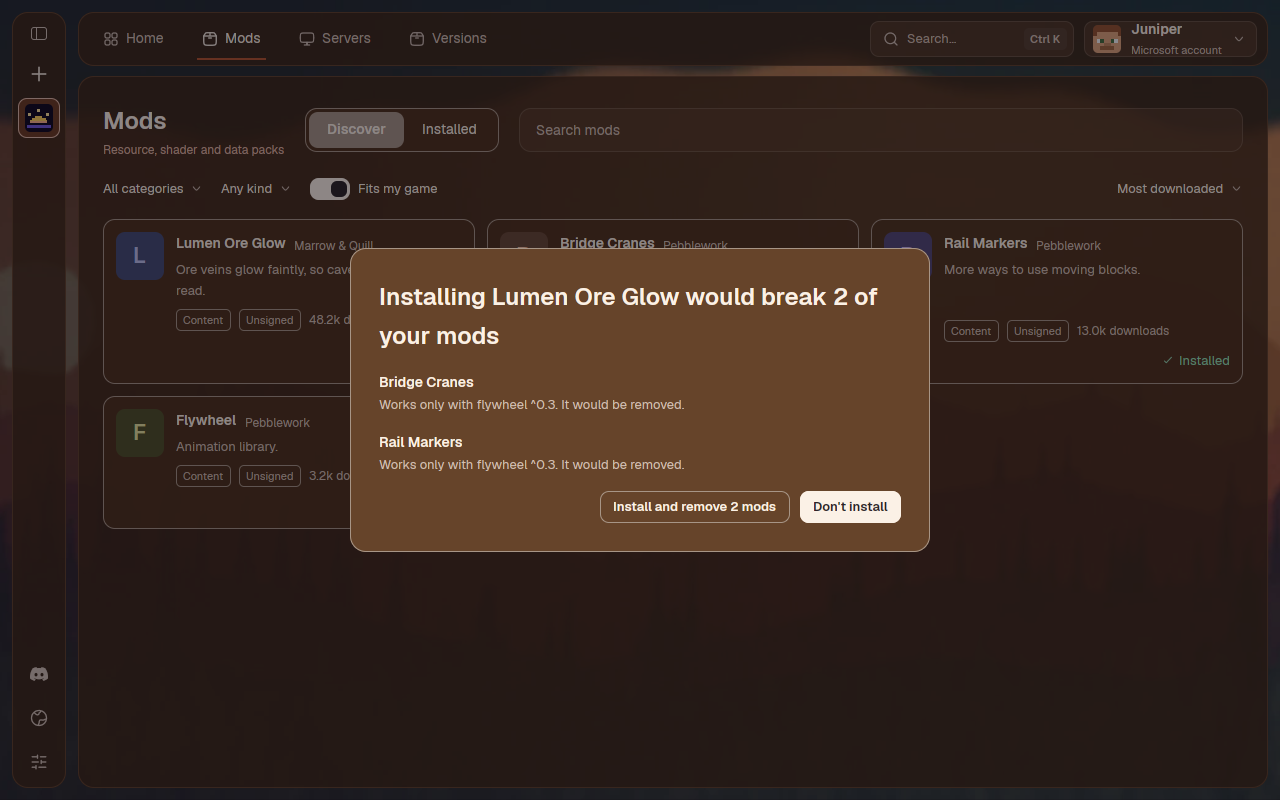 Home
Mods
Servers
Versions
Search...
Ctrl K
Juniper
Microsoft account
Mods
Resource, shader and data packs
Discover
Installed
Search mods
All categories
Any kind
Fits my game
Most downloaded
L
Lumen Ore Glow Marrow & Quill
Ore veins glow faintly, so cave
read.
Content
Unsigned
48.2k d
Bridge Cranes Pebblework
Rail Markers Pebblework
More ways to use moving blocks.
Content
Unsigned
13.0k downloads
Installed
F
Flywheel Pebblework
Animation library.
Content
Unsigned
3.2k do
Installing Lumen Ore Glow would break 2 of
your mods
Bridge Cranes
Works only with flywheel ^0.3. It would be removed.
Rail Markers
Works only with flywheel ^0.3. It would be removed.
Install and remove 2 mods
Don't install